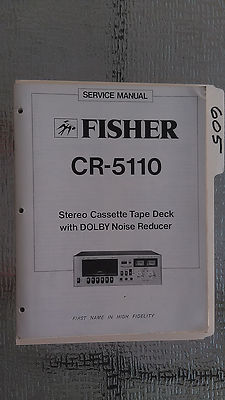 SERVICE MANUAL
FISHER
CR-5110
Stereo Cassette Tape Deck
with DOLBY Noise Reducer
FIRST NAME IN HIGH FIDELITY
605